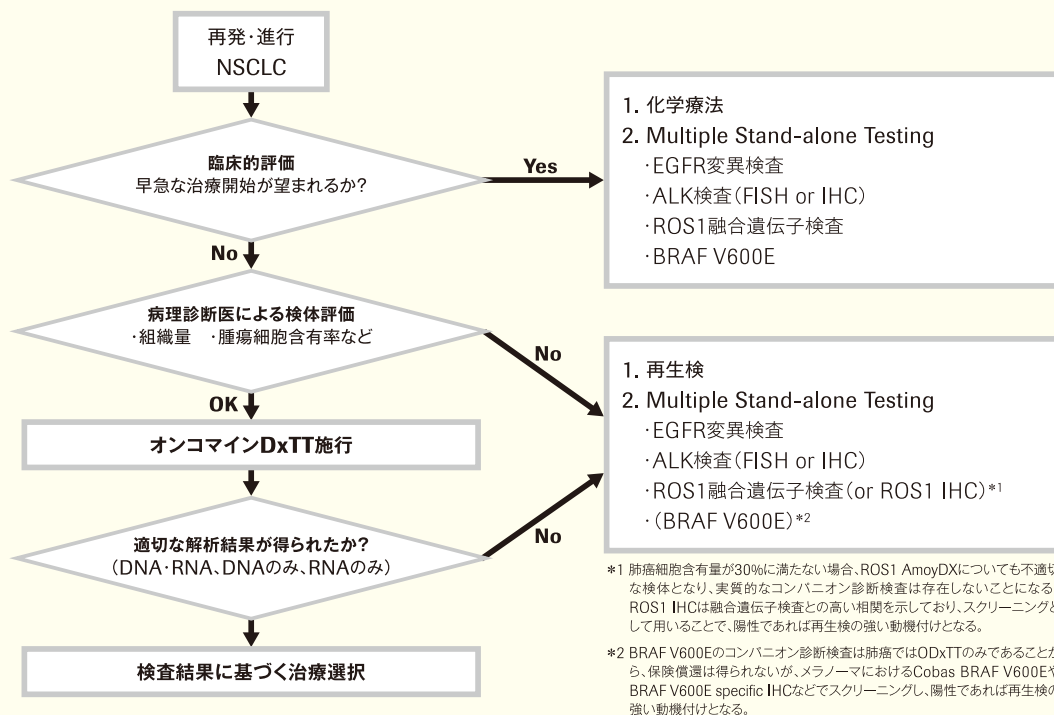 再発・進行
NSCLC
臨床的評価
早急な治療開始が望まれるか?
Yes
1. 化学療法
2. Multiple Stand-alone Testing
・EGFR変異検査
・ALK検査(FISH or IHC)
・ROS1融合遺伝子検査
・BRAF V600E
No
病理診断医による検体評価
・組織量 ・腫瘍細胞含有率など
No
OK
1. 再生検
2. Multiple Stand-alone Testing
・EGFR変異検査
・ALK検査(FISH or IHC)
・ROS1融合遺伝子検査(or ROS1 IHC)*1
・(BRAF V600E)*2
オンコマインDxTT施行
適切な解析結果が得られたか?
(DNA・RNA、DNAのみ、RNAのみ)
No
検査結果に基づく治療選択
*1 肺癌細胞含有量が30%に満たない場合、ROS1 AmoyDXについても不適切
な検体となり、実質的なコンパニオン診断検査は存在しないことになる
ROS1 IHCは融合遺伝子検査との高い相関を示しており、スクリーニングと
して用いることで、陽性であれば再生検の強い動機付けとなる。
*2 BRAF V600Eのコンパニオン診断検査は肺癌ではODxTTのみであることか
ら、保険償還は得られないが、メラノーマにおけるCobas BRAF V600Eや
BRAF V600E specific IHCなどでスクリーニングし、陽性であれば再生検の
強い動機付けとなる。